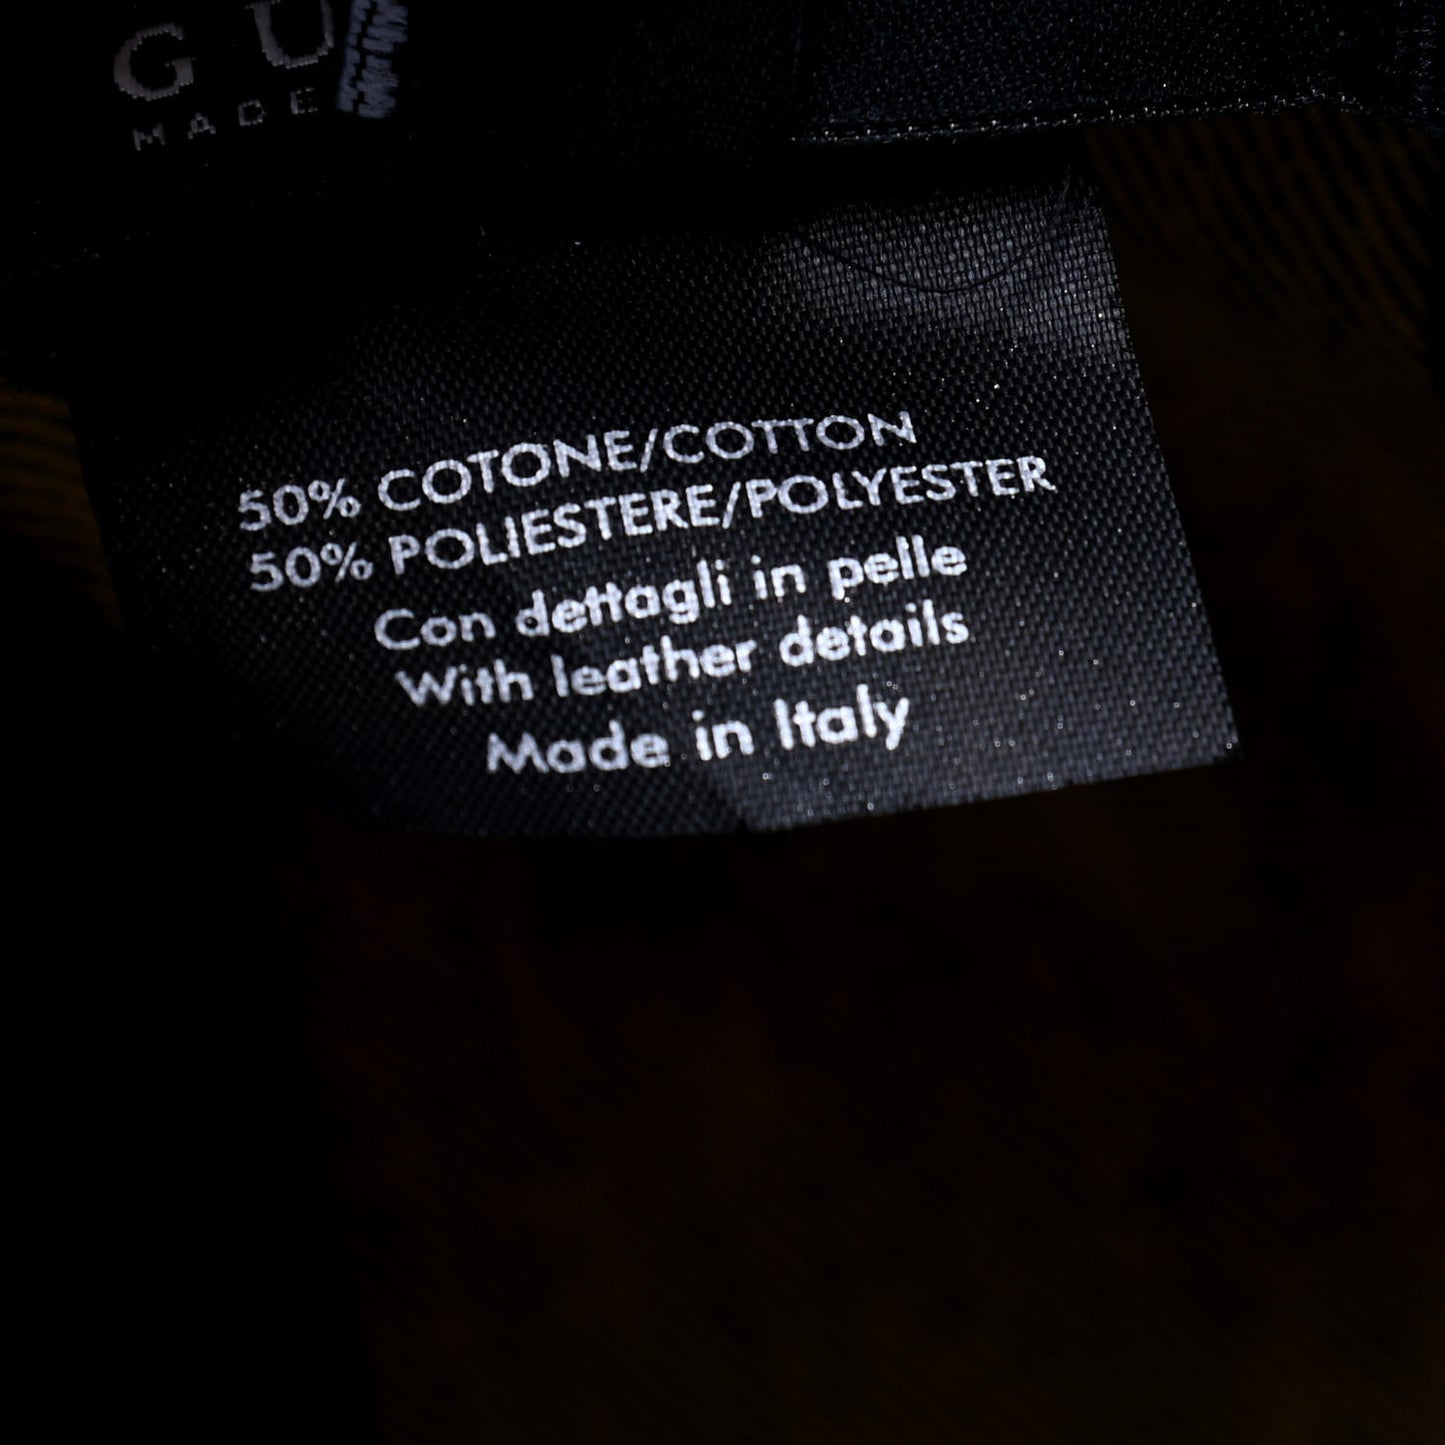 GU
MADE
50% COTONE/COTTON
50% POLIESTERE/POLYESTER
Con dettagli in pelle
With leather details
Made in Italy